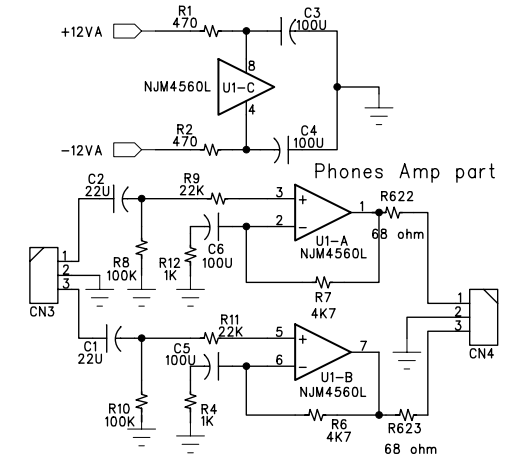 R1
470
C3
100U
+12VA
8
NJM4560L
U1-C
4
R2
470
C4
100U
-12VA
Phones Amp part
C2
22U
R9
22K
R622
3
+
1
2
-
U1-A
NJM4560L
68 ohm
C6
100U
R8
100K
R12
1K
R7
4K7
1
2
3
CN3
1
2
3
CN4
C1
22U
R11
22K
C5
100U
5
+
7
6
-
U1-B
NJM4560L
R10
100K
R4
1K
R6
4K7
R623
68 ohm